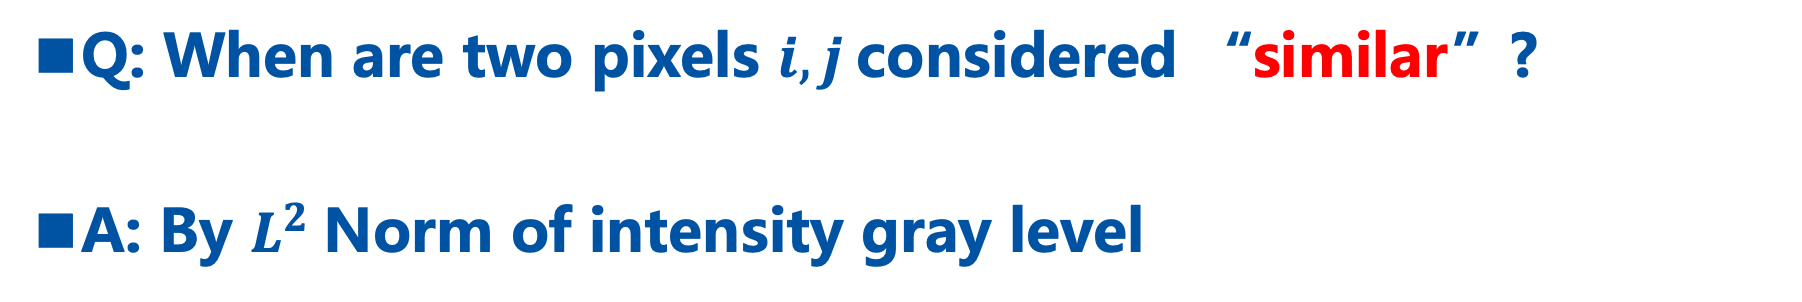 ■Q: When are two pixels i, j considered “similar”?
■A: By L² Norm of intensity gray level